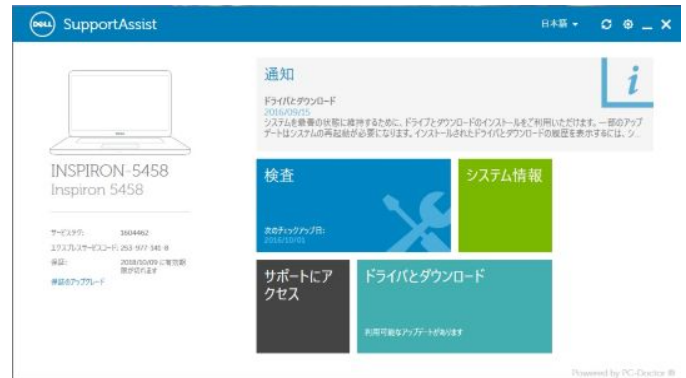 DELL SupportAssist
日本語
通知
ドライバとダウンロード
2016/09/15
システムを最善の状態に維持するために、ドライブとダウンロードのインストールをご利用いただけます。一部のアップ
デートはシステムの再起動が必要になります。インストールされたドライバとダウンロードの履歴を表示するには、シ...
INSPIRON-5458
Inspiron 5458
サービスタグ: 1604462
エクスプレスサービスコード: 253-977-341-8
保証: 2018/10/09 に有効期
限が切れます
保証のアップグレード
検査
次のチェックアップ日:
2016/10/01
システム情報
サポートにア
クセス
ドライバとダウンロード
利用可能なアップデートがあります
Powered by PC-Doctor ®